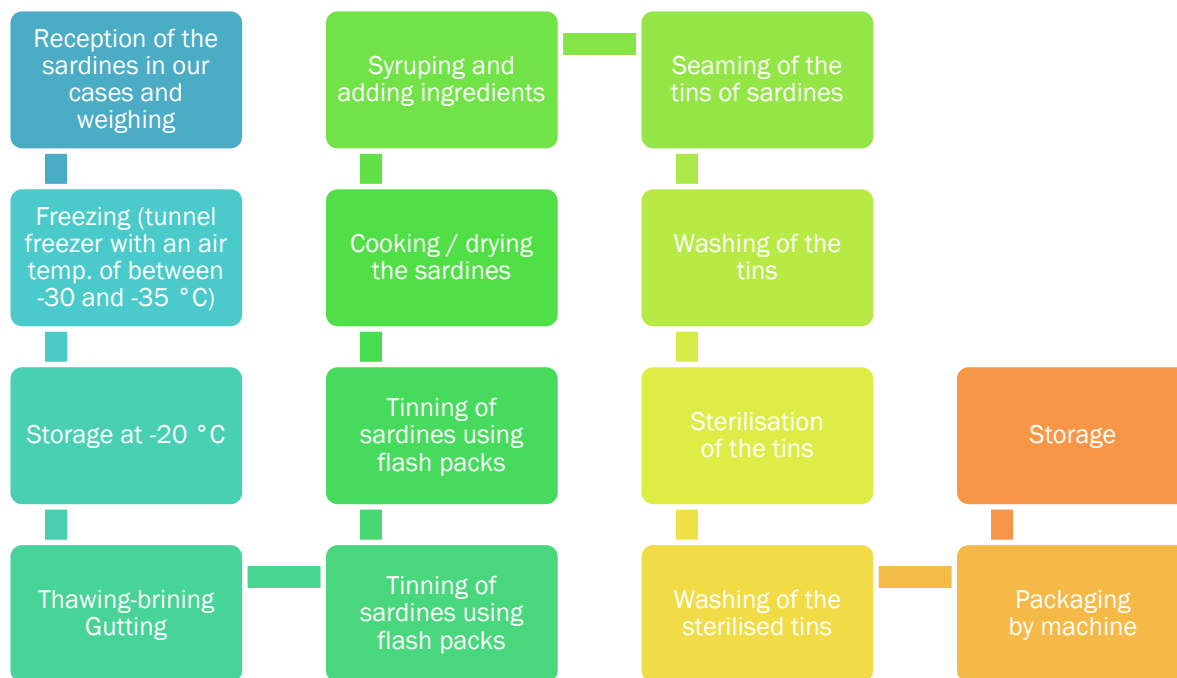 Reception of the
sardines in our
cases and
weighing
Freezing (tunnel
freezer with an air
temp. of between
-30 and -35 °C)
Storage at -20 °C
Thawing-brining
Gutting
Tinning of
sardines using
flash packs
Tinning of
sardines using
flash packs
Cooking / drying
the sardines
Syruping and
adding ingredients
Seaming of the
tins of sardines
Washing of the
tins
Sterilisation
of the tins
Washing of the
sterilised tins
Packaging
by machine
Storage